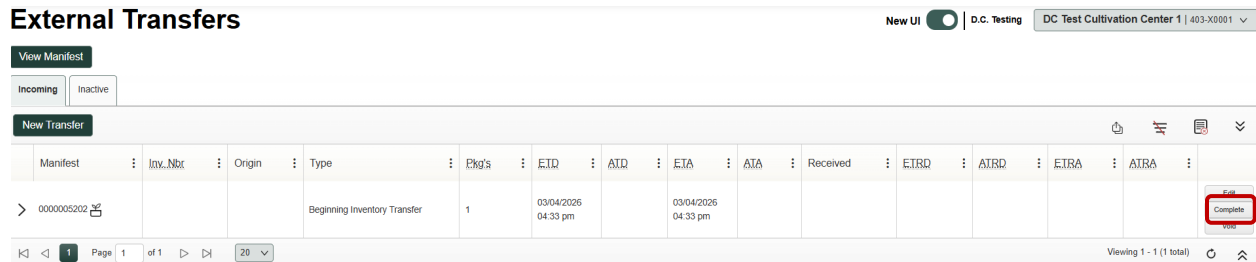 External Transfers
New UI D.C. Testing DC Test Cultivation Center 1 | 403-X0001
View Manifest
Incoming Inactive
New Transfer
Manifest Inv. Nbr Origin Type Pkg's ETD ATD ETA ATA Received ETRD ATRD ETRA ATRA
Edit
03/04/2026 03/04/2026
0000005202 Beginning Inventory Transfer 1 Complete
04:33 pm 04:33 pm
Void
1 Page 1 of 1 20 Viewing 1 - 1 (1 total)